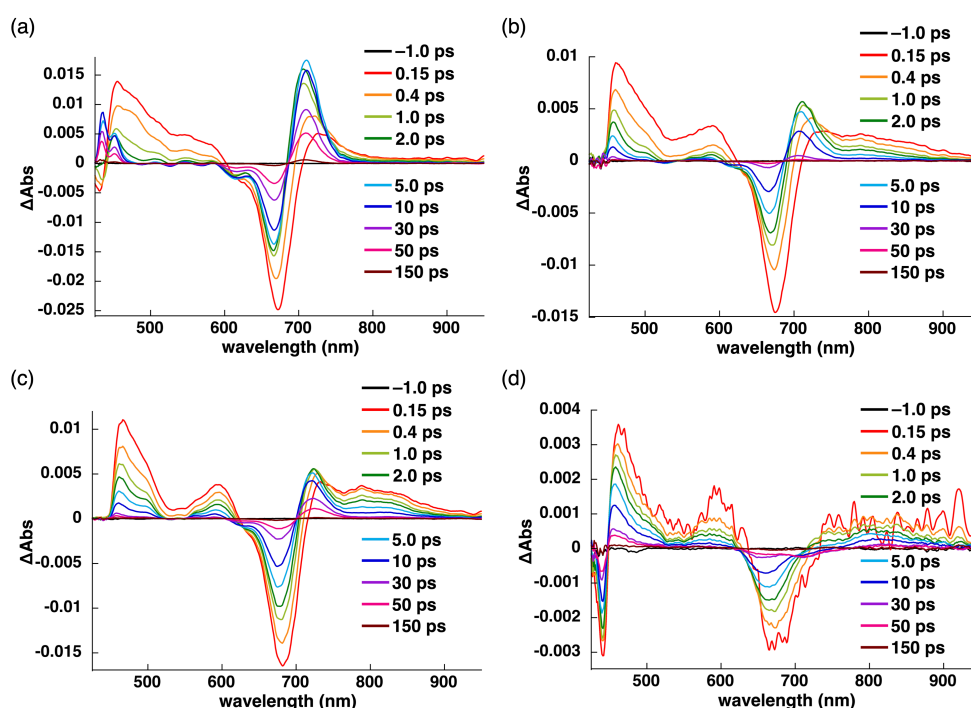 (a)
–1.0 ps
0.15 ps
0.4 ps
1.0 ps
2.0 ps
5.0 ps
10 ps
30 ps
50 ps
150 ps
0.015
0.01
0.005
0
-0.005
-0.01
-0.015
-0.02
-0.025
ΔAbs
500 600 700 800 900
wavelength (nm)
(b)
–1.0 ps
0.15 ps
0.4 ps
1.0 ps
2.0 ps
5.0 ps
10 ps
30 ps
50 ps
150 ps
0.01
0.005
0
-0.005
-0.01
-0.015
ΔAbs
500 600 700 800 900
wavelength (nm)
(c)
–1.0 ps
0.15 ps
0.4 ps
1.0 ps
2.0 ps
5.0 ps
10 ps
30 ps
50 ps
150 ps
0.01
0.005
0
-0.005
-0.01
-0.015
ΔAbs
500 600 700 800 900
wavelength (nm)
(d)
–1.0 ps
0.15 ps
0.4 ps
1.0 ps
2.0 ps
5.0 ps
10 ps
30 ps
50 ps
150 ps
0.004
0.003
0.002
0.001
0
-0.001
-0.002
-0.003
ΔAbs
500 600 700 800 900
wavelength (nm)